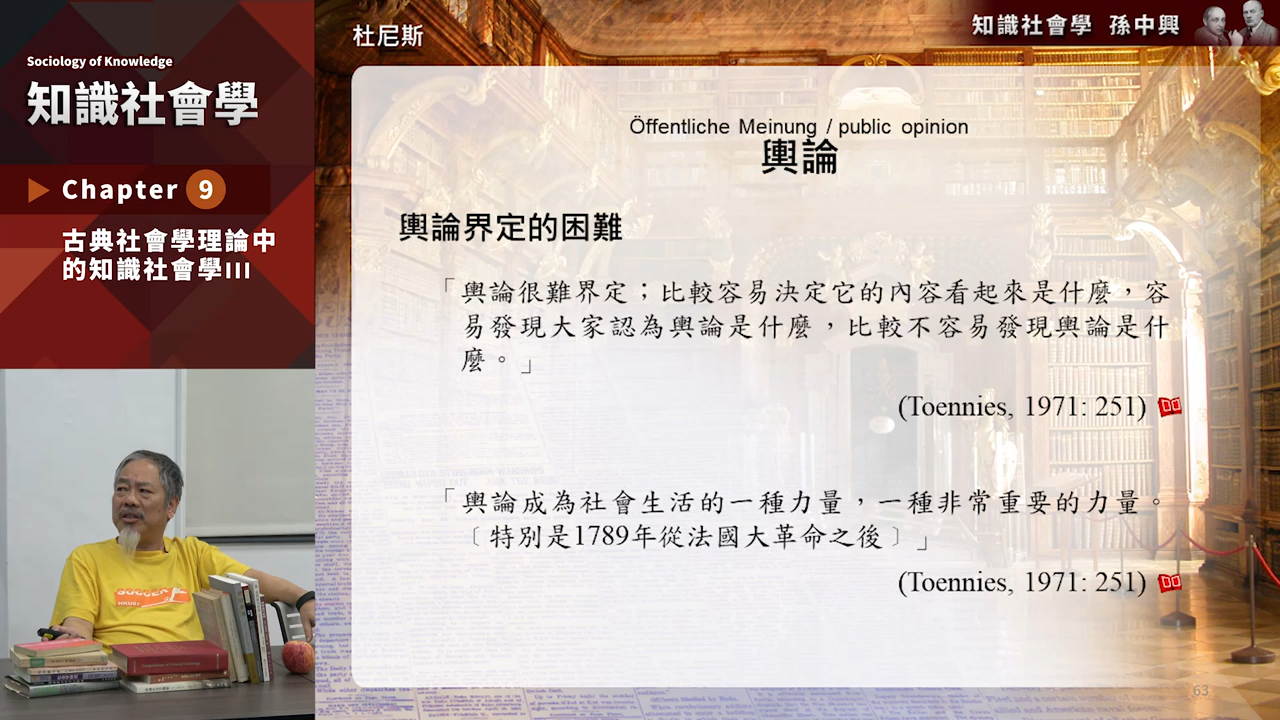 Sociology of Knowledge
知識社會學
Chapter 9
古典社會學理論中
的知識社會學III
杜尼斯
知識社會學 孫中興
Öffentliche Meinung / public opinion
輿論
輿論界定的困難
「輿論很難界定；比較容易決定它的內容看起來是什麼，容
易發現大家認為輿論是什麼，比較不容易發現輿論是什
麼。」
(Toennies, 1971: 251)
「輿論成為社會生活的一種力量，一種非常重要的力量。
〔特別是1789年從法國大革命之後〕」
(Toennies, 1971: 251)
63
SOCCER
HKUST